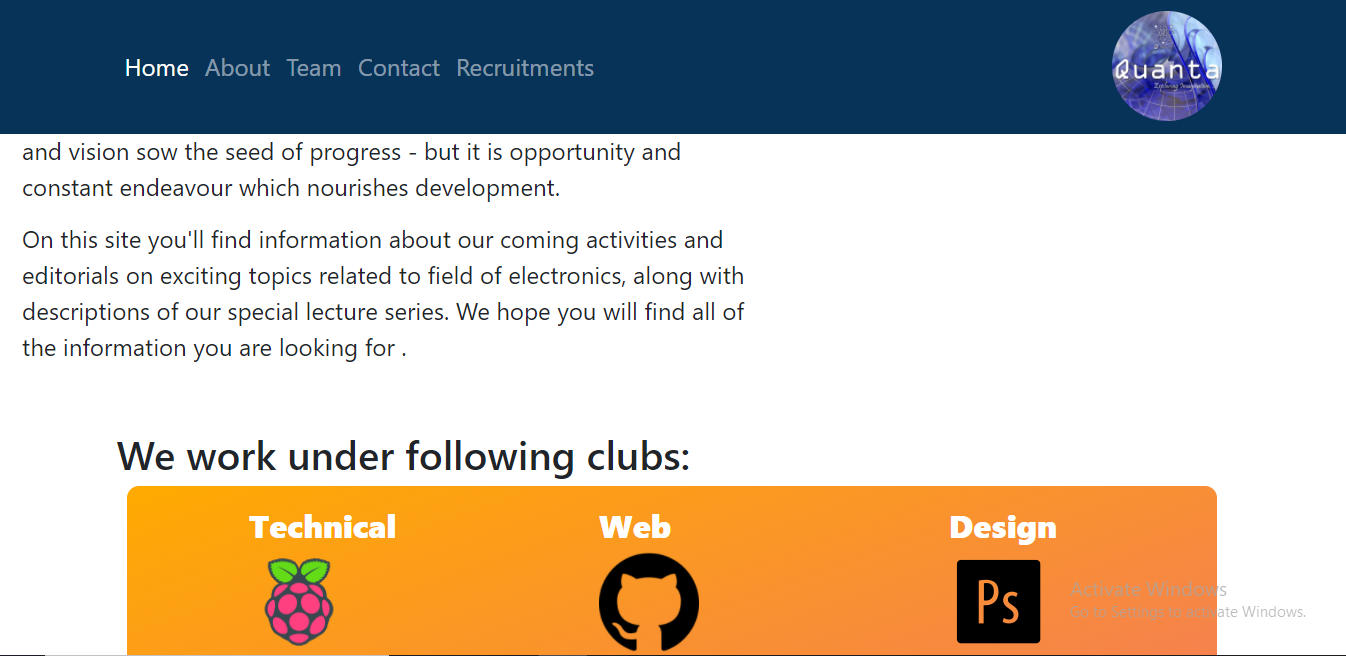 Home About Team Contact Recruitments
Quanta
and vision sow the seed of progress - but it is opportunity and
constant endeavour which nourishes development.
On this site you'll find information about our coming activities and
editorials on exciting topics related to field of electronics, along with
descriptions of our special lecture series. We hope you will find all of
the information you are looking for .
We work under following clubs:
Technical Web Design
Ps
Activate Windows
Go to Settings to activate Windows.